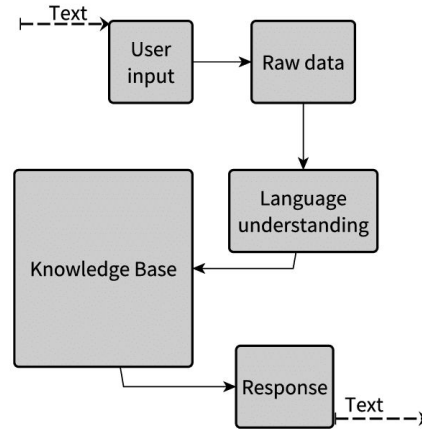 Text
User
input
Raw data
Language
understanding
Knowledge Base
Response
Text